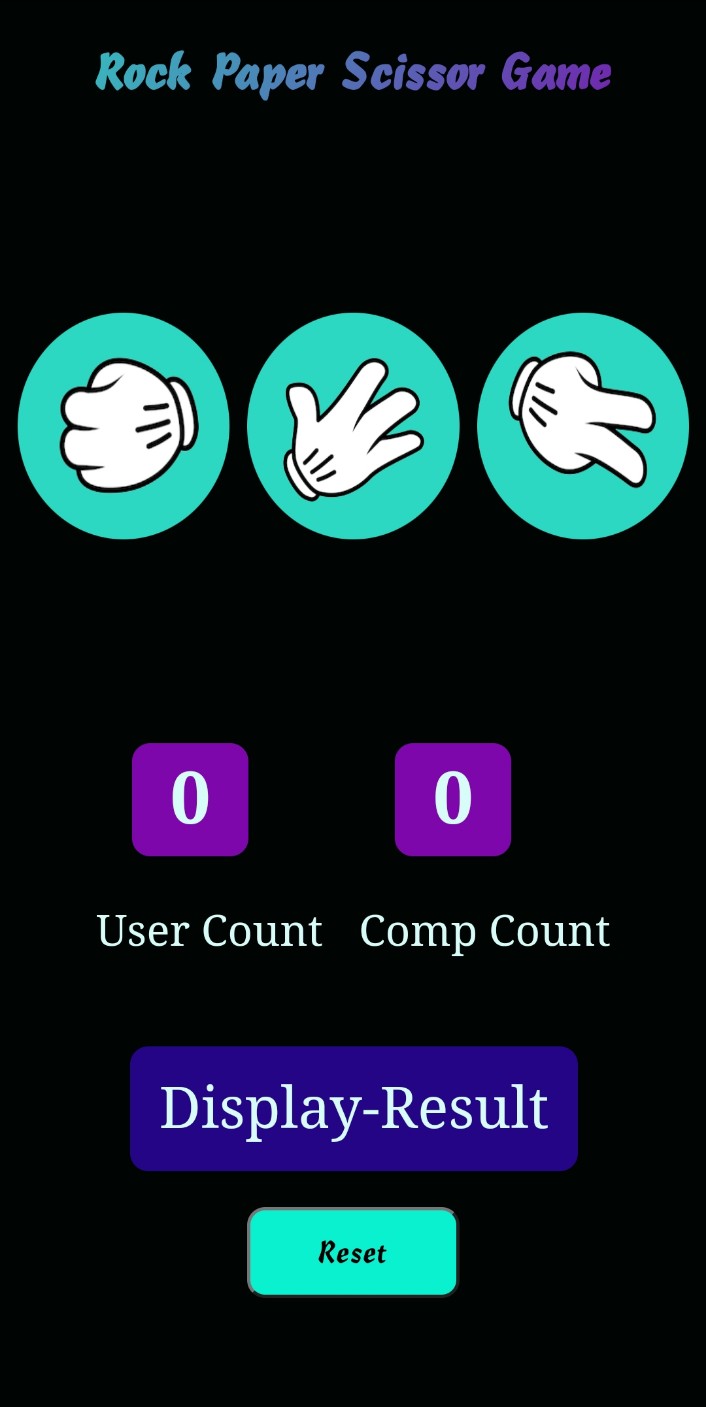 Rock Paper Scissor Game
0 0
User Count Comp Count
Display-Result
Reset